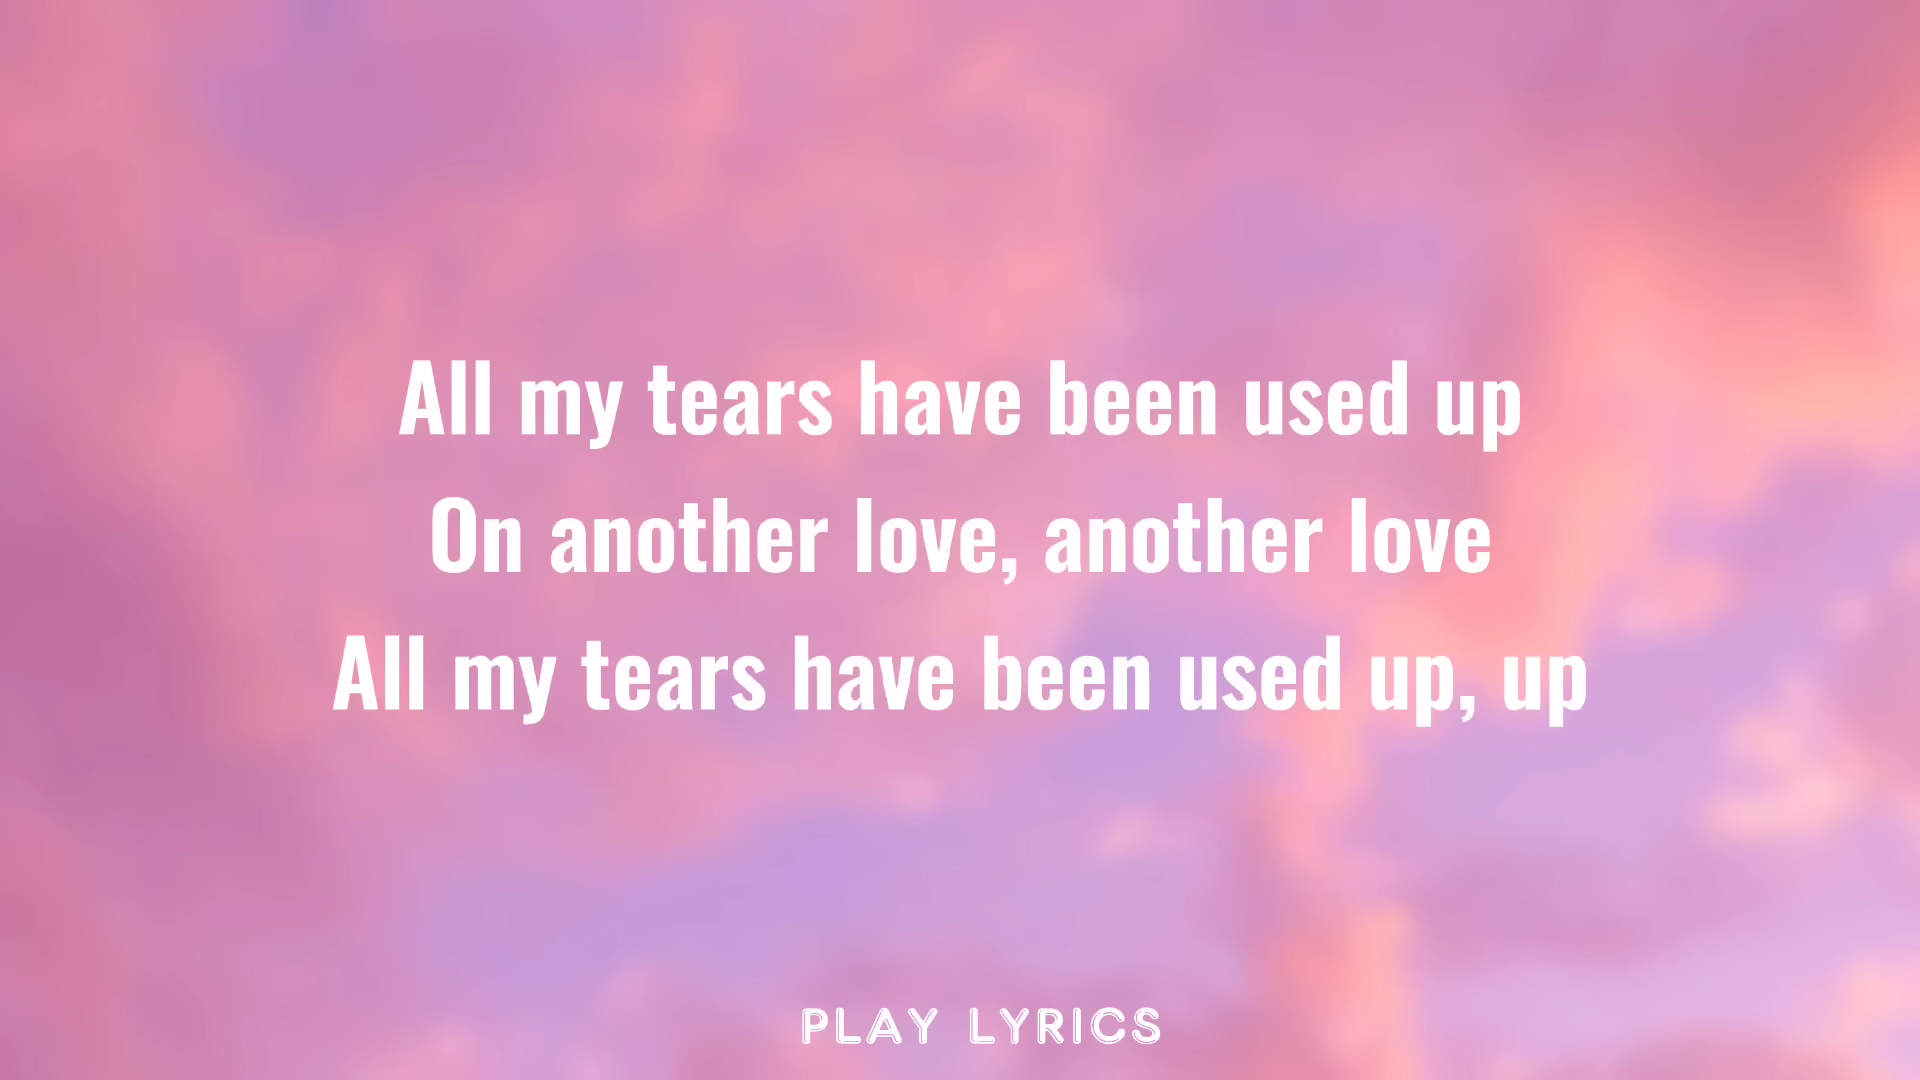 All my tears have been used up
On another love, another love
All my tears have been used up, up
PLAY LYRICS